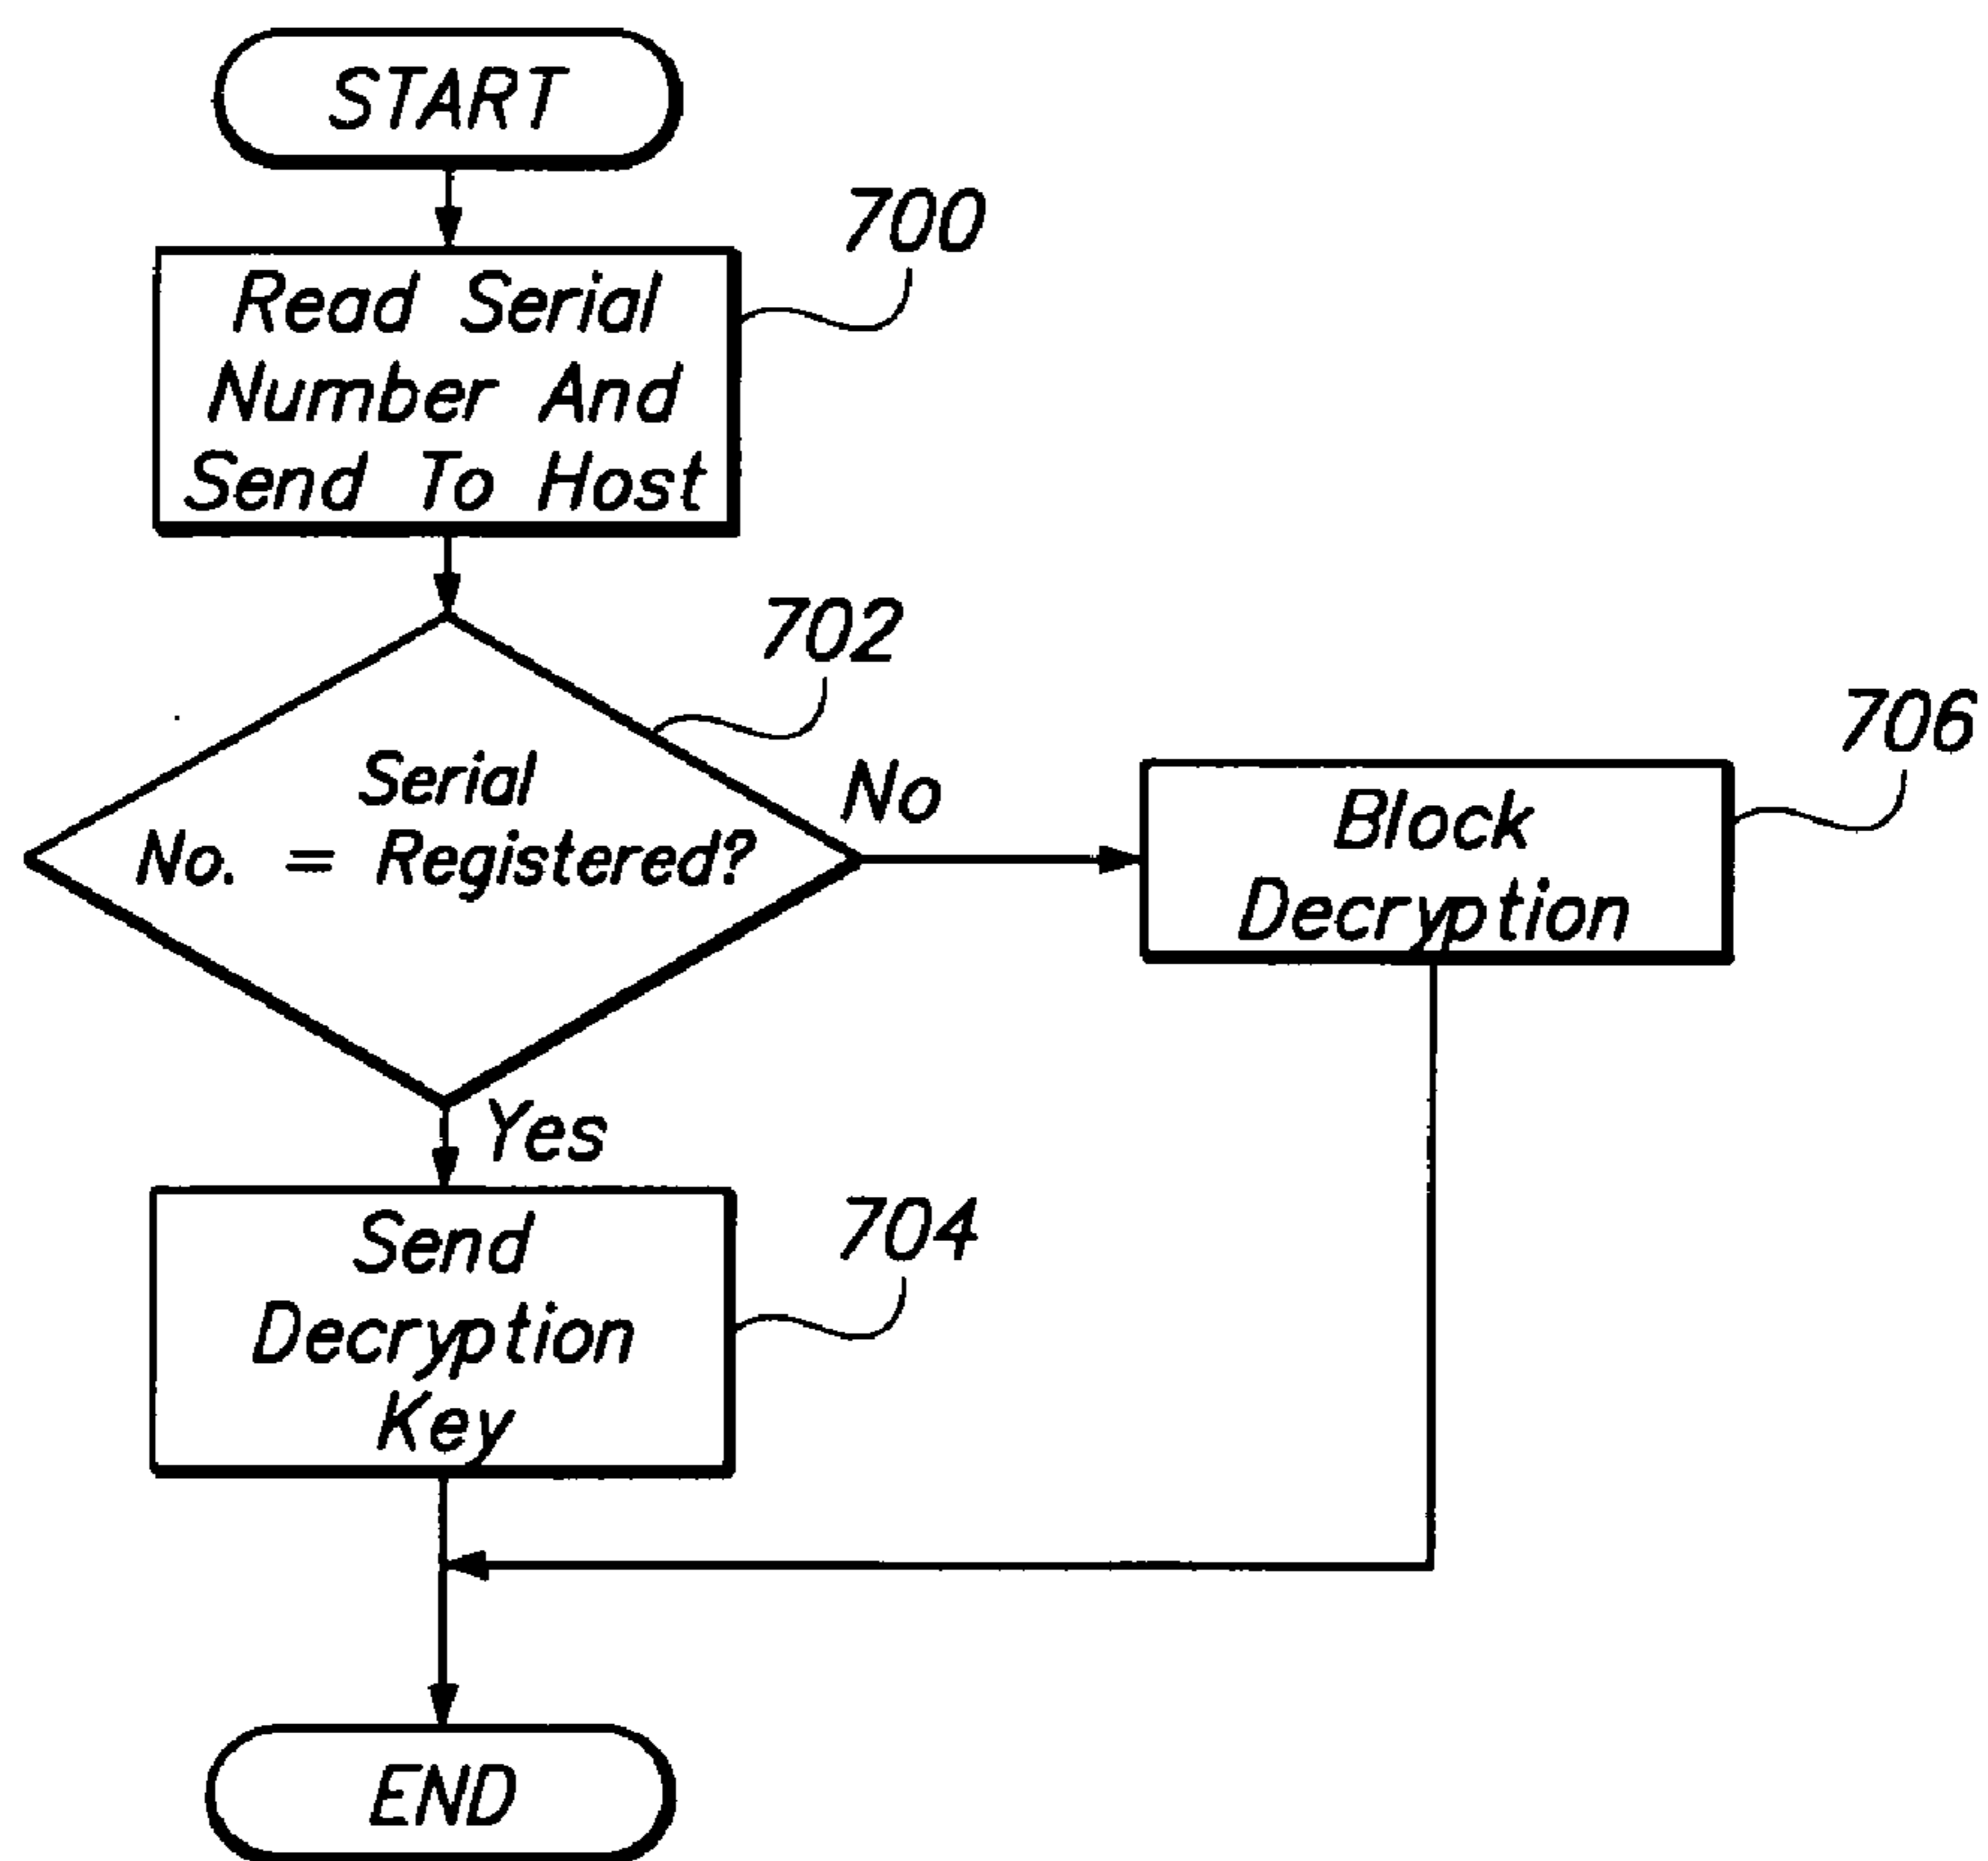 START
700
Read Serial
Number And
Send To Host
702
Serial
No. = Registered?
No
706
Block
Decryption
Yes
Send
Decryption
Key
704
END